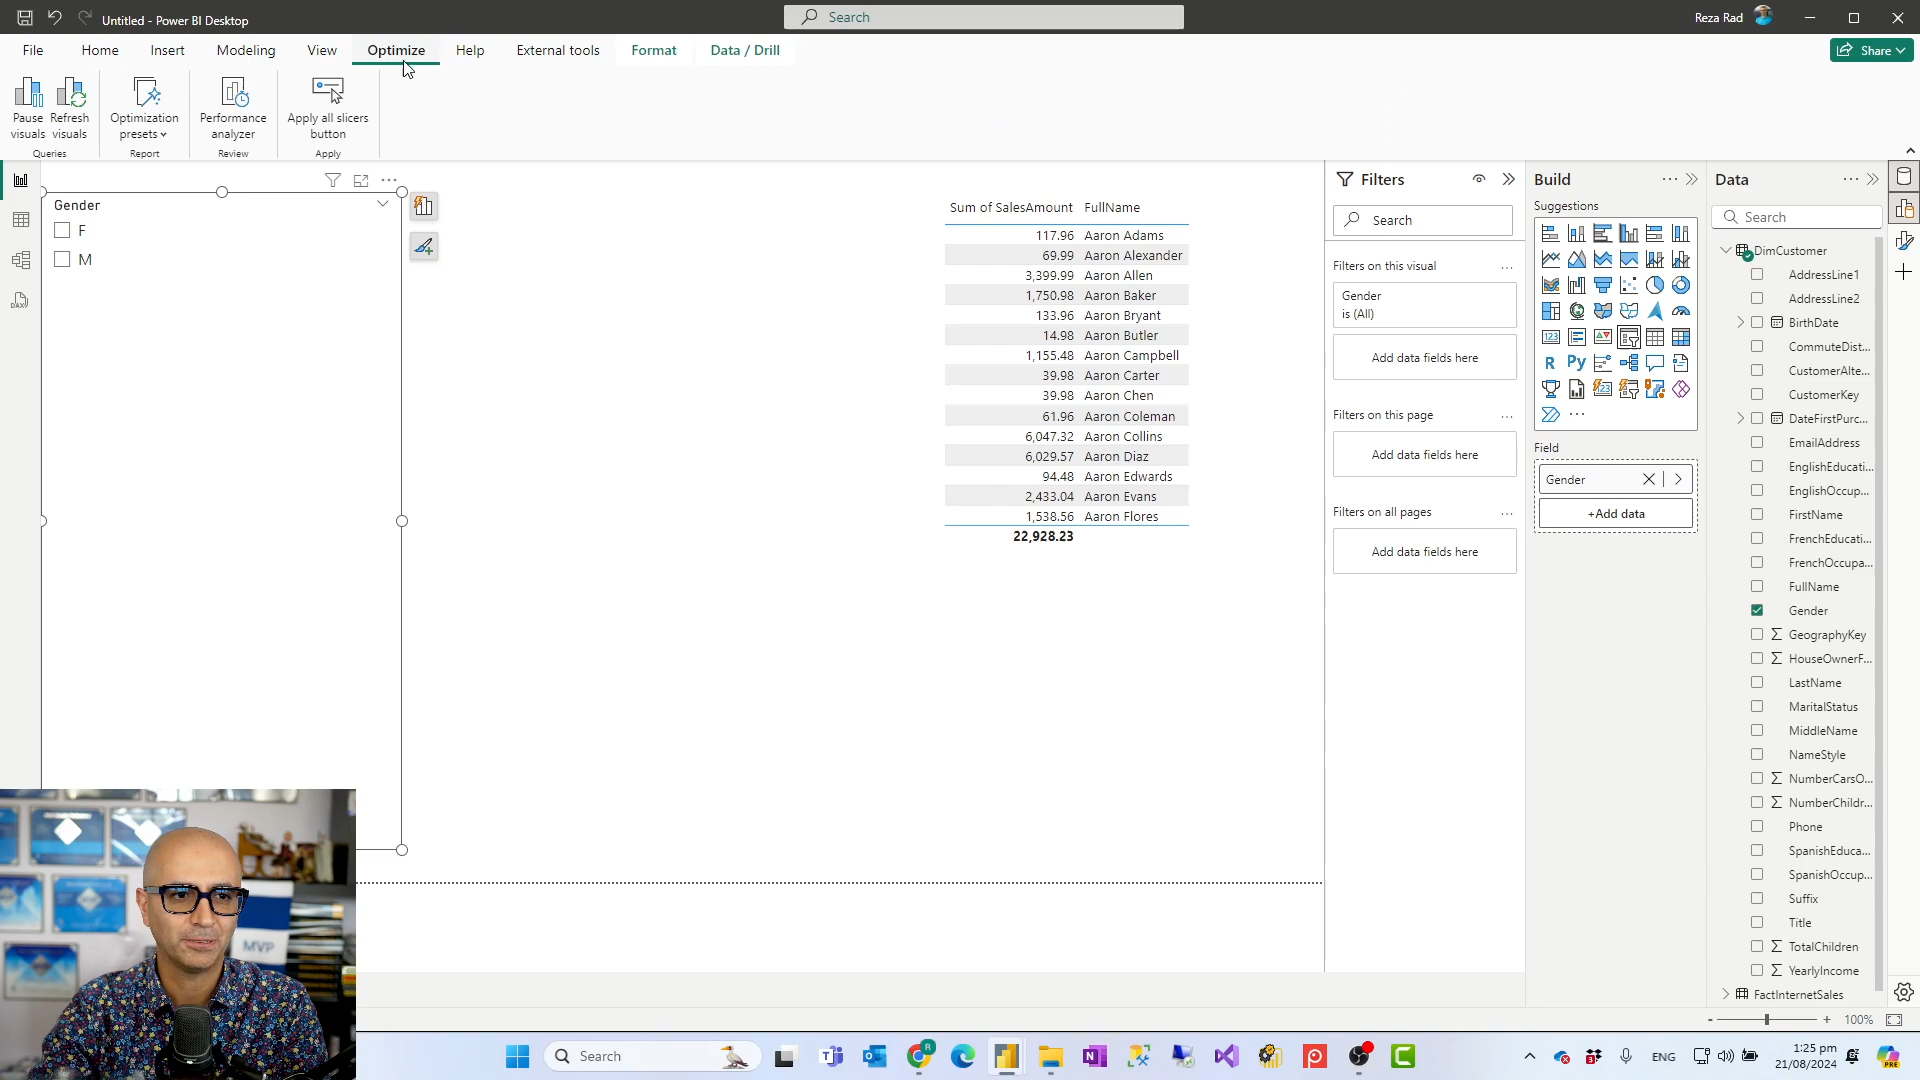 Untitled - Power BI Desktop
Search
Reza Rad
File
Home
Insert
Modeling
View
Optimize
Help
External tools
Format
Data / Drill
Share
Pause visuals
Refresh visuals
Optimization presets
Performance analyzer
Apply all slicers button
Queries
Report
Review
Apply
Gender
F
M
Sum of SalesAmount FullName
117.96 Aaron Adams
69.99 Aaron Alexander
3,399.99 Aaron Allen
1,750.98 Aaron Baker
133.96 Aaron Bryant
14.98 Aaron Butler
1,155.48 Aaron Campbell
39.98 Aaron Carter
39.98 Aaron Chen
61.96 Aaron Coleman
6,047.32 Aaron Collins
6,029.57 Aaron Diaz
94.48 Aaron Edwards
2,433.04 Aaron Evans
1,538.56 Aaron Flores
22,928.23
Filters
Search
Filters on this visual
Gender
is (All)
Add data fields here
Filters on this page
Add data fields here
Filters on all pages
Add data fields here
Build
Suggestions
123
R
Py
Field
Gender
+Add data
Data
Search
DimCustomer
AddressLine1
AddressLine2
BirthDate
CommuteDist...
CustomerAlte...
CustomerKey
DateFirstPurc...
EmailAddress
EnglishEducati...
EnglishOccup...
FirstName
FrenchEducati...
FrenchOccupa...
FullName
Gender
GeographyKey
HouseOwnerF...
LastName
MaritalStatus
MiddleName
NameStyle
NumberCarsO...
NumberChildr...
Phone
SpanishEduca...
SpanishOccup...
Suffix
Title
TotalChildren
YearlyIncome
FactInternetSales
100%
MVP
Search
ENG
1:25 pm
21/08/2024